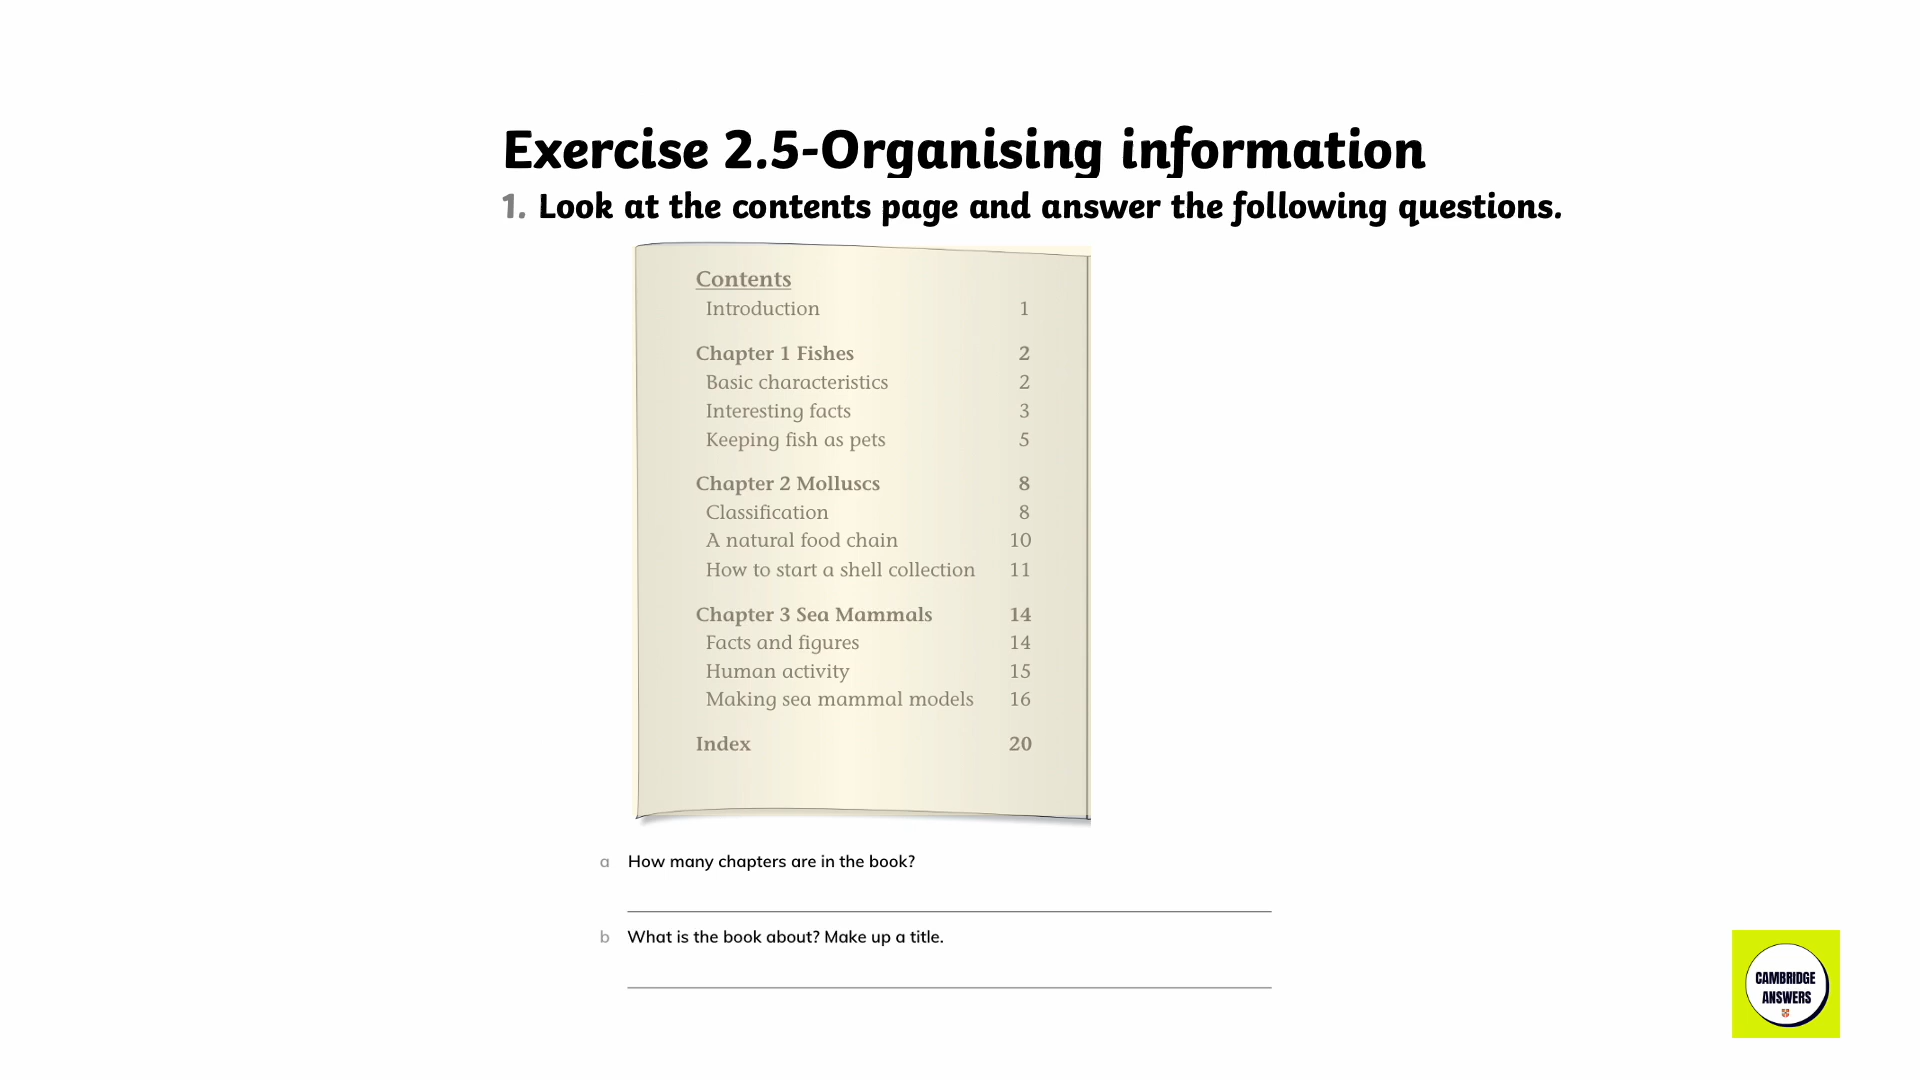 Exercise 2.5-Organising information
1. Look at the contents page and answer the following questions.
Contents
Introduction 1
Chapter 1 Fishes 2
Basic characteristics 2
Interesting facts 3
Keeping fish as pets 5
Chapter 2 Molluscs 8
Classification 8
A natural food chain 10
How to start a shell collection 11
Chapter 3 Sea Mammals 14
Facts and figures 14
Human activity 15
Making sea mammal models 16
Index 20
a How many chapters are in the book?
b What is the book about? Make up a title.
CAMBRIDGE
ANSWERS